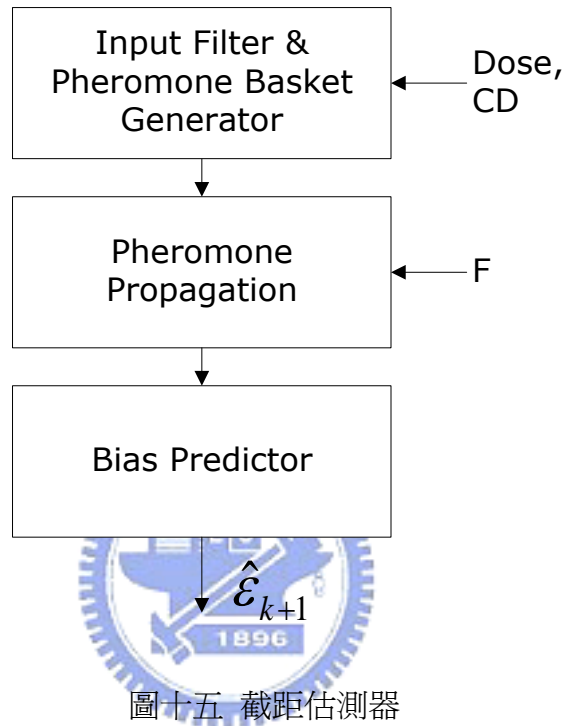 Input Filter &
Pheromone Basket
Generator
Dose,
CD
Pheromone
Propagation
F
Bias Predictor
ε̂ₖ₊₁
1896
圖十五 截距估測器